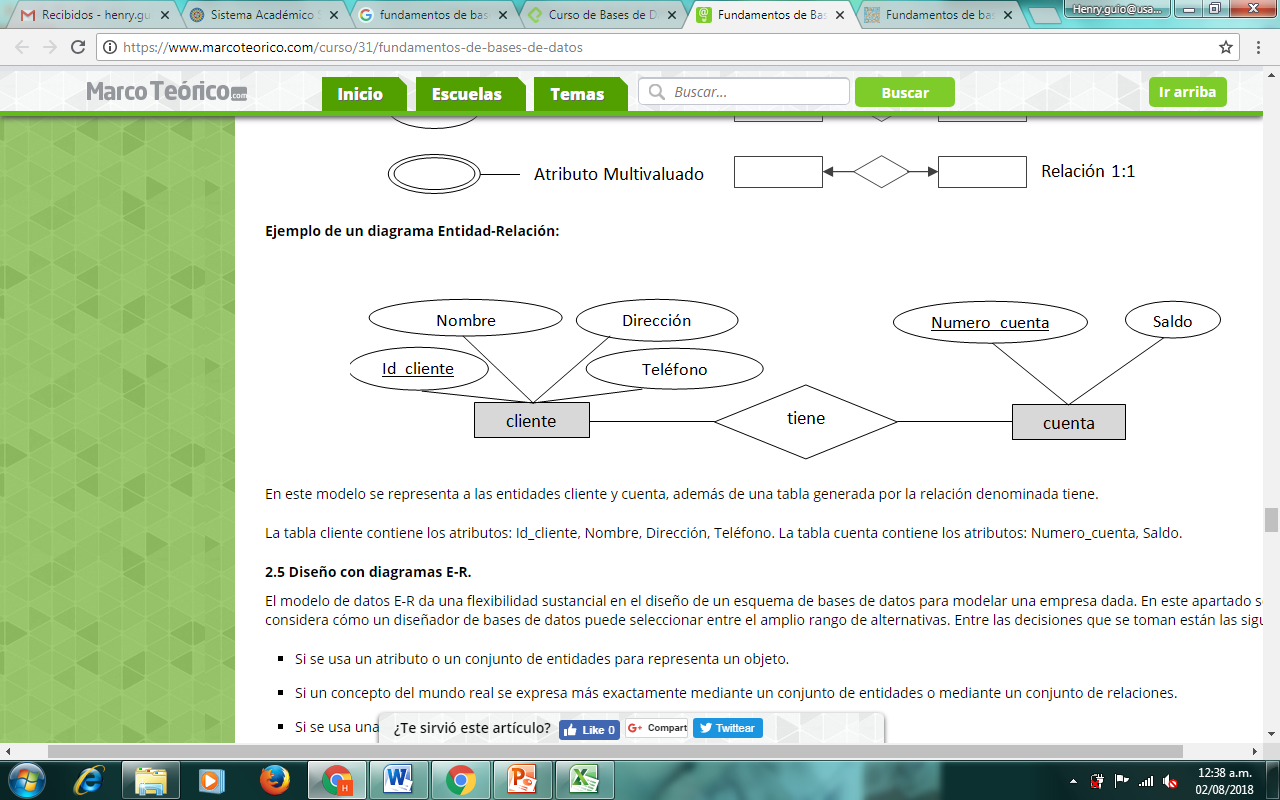 Recibidos - henry.gu
Sistema Académico S
fundamentos de bas
Curso de Bases de D
Fundamentos de Ba
Fundamentos de ba
Henry.guio@usa...
https://www.marcoteorico.com/curso/31/fundamentos-de-bases-de-datos
MarcoTeórico.com
Inicio
Escuelas
Temas
Buscar...
Buscar
Ir arriba
Atributo Multivaluado
Relación 1:1
Ejemplo de un diagrama Entidad-Relación:
Nombre
Dirección
Numero_cuenta
Saldo
Id_cliente
Teléfono
cliente
tiene
cuenta
En este modelo se representa a las entidades cliente y cuenta, además de una tabla generada por la relación denominada tiene.
La tabla cliente contiene los atributos: Id_cliente, Nombre, Dirección, Teléfono. La tabla cuenta contiene los atributos: Numero_cuenta, Saldo.
2.5 Diseño con diagramas E-R.
El modelo de datos E-R da una flexibilidad sustancial en el diseño de un esquema de bases de datos para modelar una empresa dada. En este apartado s
considera cómo un diseñador de bases de datos puede seleccionar entre el amplio rango de alternativas. Entre las decisiones que se toman están las sigu
Si se usa un atributo o un conjunto de entidades para representa un objeto.
Si un concepto del mundo real se expresa más exactamente mediante un conjunto de entidades o mediante un conjunto de relaciones.
Si se usa una
¿Te sirvió este artículo?
Like 0
G+ Compart
Twittear
12:38 a.m.
02/08/2018